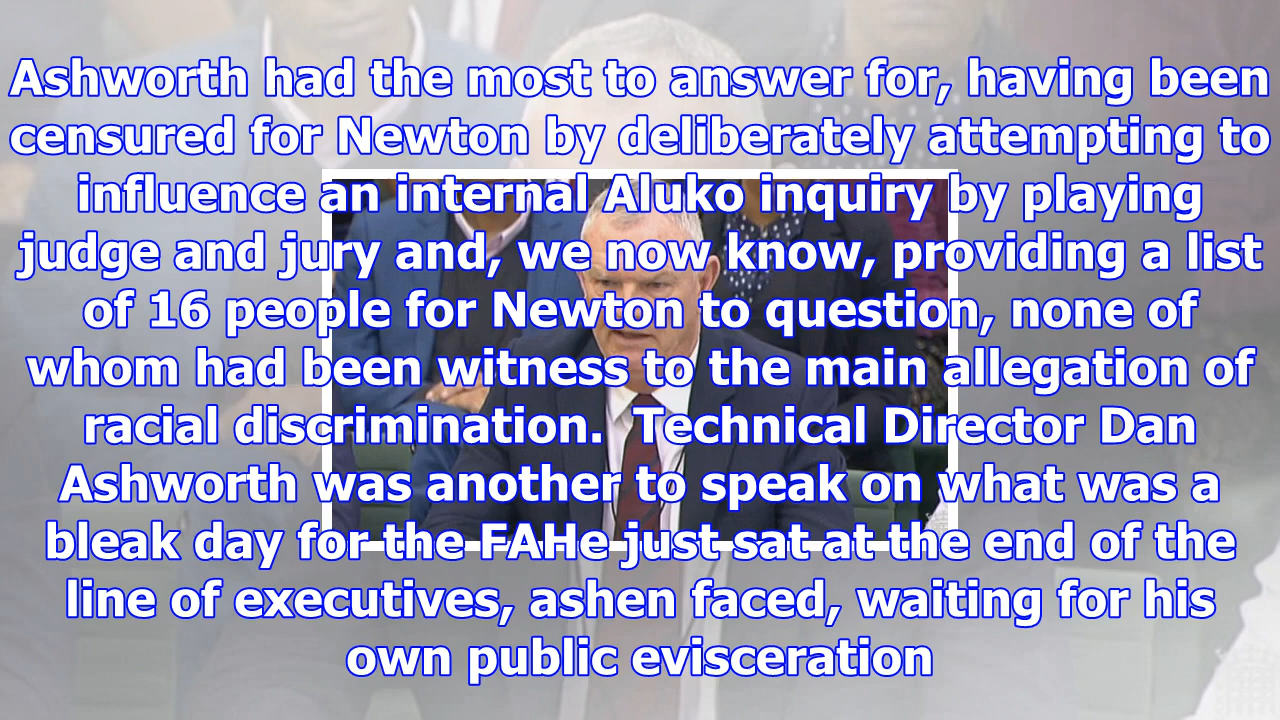 Ashworth had the most to answer for, having been
censured for Newton by deliberately attempting to
influence an internal Aluko inquiry by playing
judge and jury and, we now know, providing a list
of 16 people for Newton to question, none of
whom had been witness to the main allegation of
racial discrimination.  Technical Director Dan
Ashworth was another to speak on what was a
bleak day for the FAHe just sat at the end of the
line of executives, ashen faced, waiting for his
own public evisceration